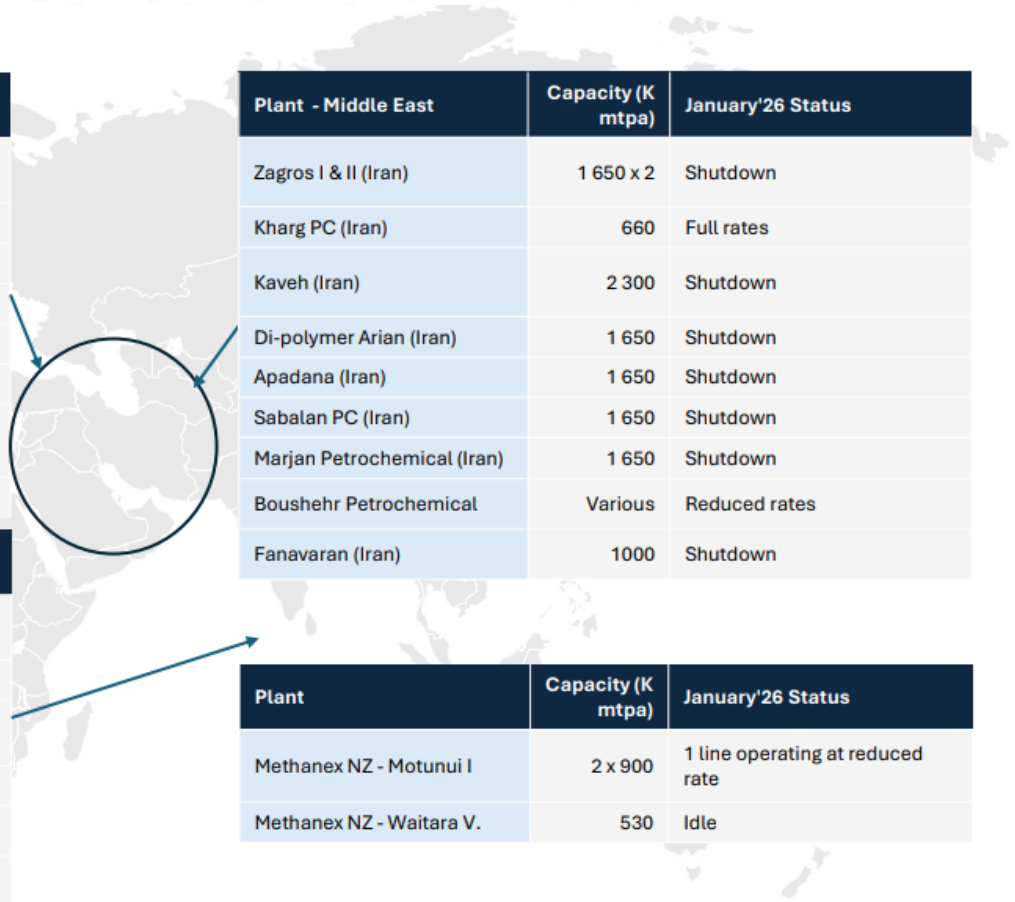 Plant - Middle East Capacity (K mtpa) January'26 Status
Zagros I & II (Iran) 1 650 x 2 Shutdown
Kharg PC (Iran) 660 Full rates
Kaveh (Iran) 2 300 Shutdown
Di-polymer Arian (Iran) 1 650 Shutdown
Apadana (Iran) 1 650 Shutdown
Sabalan PC (Iran) 1 650 Shutdown
Marjan Petrochemical (Iran) 1 650 Shutdown
Boushehr Petrochemical Various Reduced rates
Fanavaran (Iran) 1000 Shutdown
Plant Capacity (K mtpa) January'26 Status
Methanex NZ - Motunui I 2 x 900 1 line operating at reduced rate
Methanex NZ - Waitara V. 530 Idle